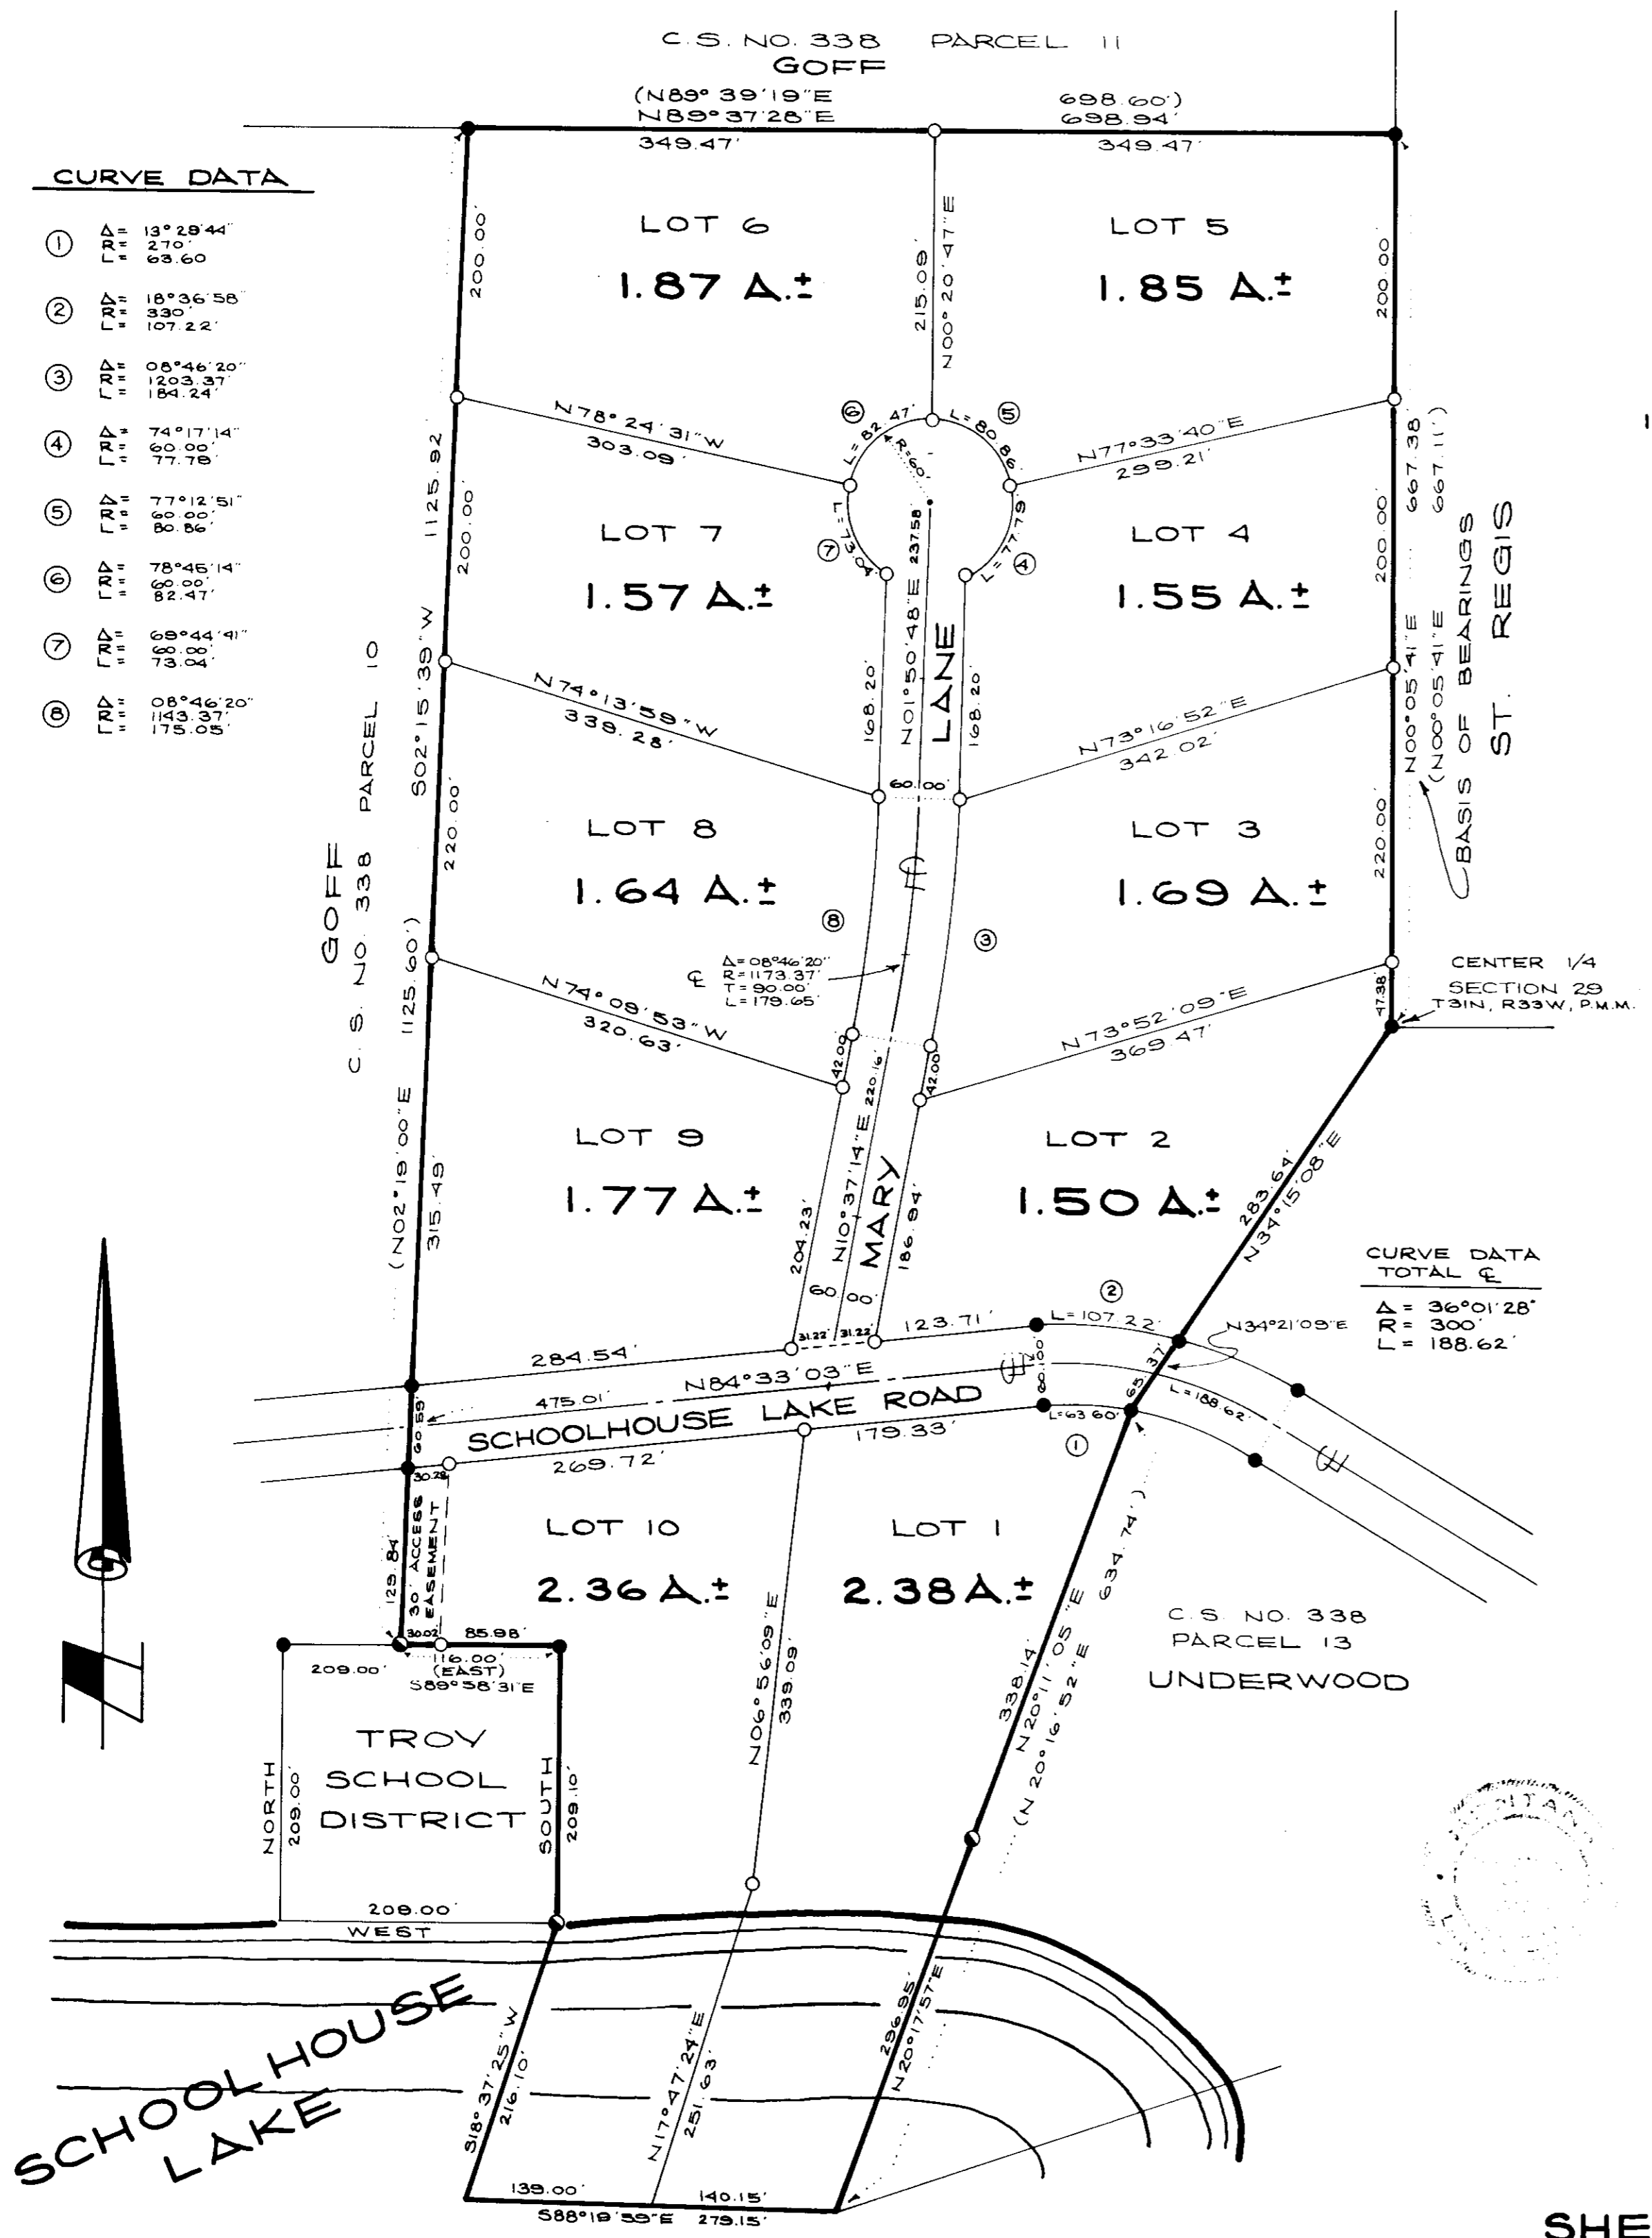 C.S. NO. 338 PARCEL 11
GOFF
(N89°39'19"E 698.60')
N89°37'28"E 698.94'
349.47' 349.47'
CURVE DATA
① Δ= 13°29'44"
R= 270'
L= 63.60
② Δ= 18°36'58"
R= 330'
L= 107.22'
③ Δ= 08°46'20"
R= 1203.37'
L= 184.24'
④ Δ= 74°17'14"
R= 60.00'
L= 77.79'
⑤ Δ= 77°12'51"
R= 60.00'
L= 80.86'
⑥ Δ= 78°45'14"
R= 60.00'
L= 82.47'
⑦ Δ= 69°44'41"
R= 60.00'
L= 73.04'
⑧ Δ= 08°46'20"
R= 1143.37'
L= 175.05'
LOT 6
1.87 A.±
LOT 5
1.85 A.±
200.00'
215.09'
N00°20'47"E
200.00'
N78°24'31"W
303.09'
⑥ L=82.47'
R=60'
L=80.86 ⑤
N77°33'40"E
299.21'
1125.92'
200.00'
S02°15'39"W
LOT 7
1.57 A.±
⑦ L=73.04'
L=77.79 ④
LOT 4
1.55 A.±
200.00'
667.38'
667.11')
N00°05'41"E
(N00°05'41"E
BASIS OF BEARINGS
ST. REGIS
N74°13'59"W
339.28'
168.20'
N01°50'48"E 237.58'
LANE
168.20'
N73°16'52"E
342.02'
60.00'
GOFF
C. S. NO. 338 PARCEL 10
220.00'
LOT 8
1.64 A.±
LOT 3
1.69 A.±
220.00'
⑧
③
℄ Δ=08°46'20"
R=1173.37'
T=90.00'
L=179.65'
N74°09'53"W
320.63'
N73°52'09"E
369.47'
47.38'
CENTER 1/4
SECTION 29
T31N, R33W, P.M.M.
(N02°19'00"E 1125.60')
315.49'
42.00
42.00
LOT 9
1.77 A.±
204.23'
N10°37'14"E 220.16'
MARY
186.94'
LOT 2
1.50 A.±
283.64'
N34°15'08"E
CURVE DATA
TOTAL ℄
Δ= 36°01'28"
R= 300'
L= 188.62'
60.00'
31.22' 31.22'
284.54'
123.71'
② L=107.22'
N34°21'09"E
475.01' N84°33'03"E
℄
60.00
65.37'
L=188.62'
℄
SCHOOLHOUSE LAKE ROAD
60.59'
30.28'
269.72'
179.33'
L=63.60'
①
129.84'
30' ACCESS
EASEMENT
LOT 10
2.36 A.±
LOT 1
2.38 A.±
N06°56'09"E
339.09'
338.14'
N20°11'05"E
(N 20°16'52"E 634.74')
C.S. NO. 338
PARCEL 13
UNDERWOOD
30.02' 85.98'
209.00'
116.00'
(EAST)
S89°58'31"E
TROY
SCHOOL
DISTRICT
NORTH
209.00'
SOUTH
209.10'
209.00'
WEST
SCHOOLHOUSE
LAKE
S18°37'25"W
216.10'
N17°47'24"E
251.63'
296.95'
N20°17'57"E
139.00' 140.15'
S88°19'59"E 279.15'
SHE